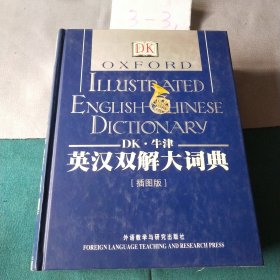 3-3,
DK
OXFORD
ILLUSTRATED
ENGLISH-CHINESE
DICTIONARY
DK·牛津
英汉双解大词典
[插图版]
外语教学与研究出版社
FOREIGN LANGUAGE TEACHING AND RESEARCH PRESS